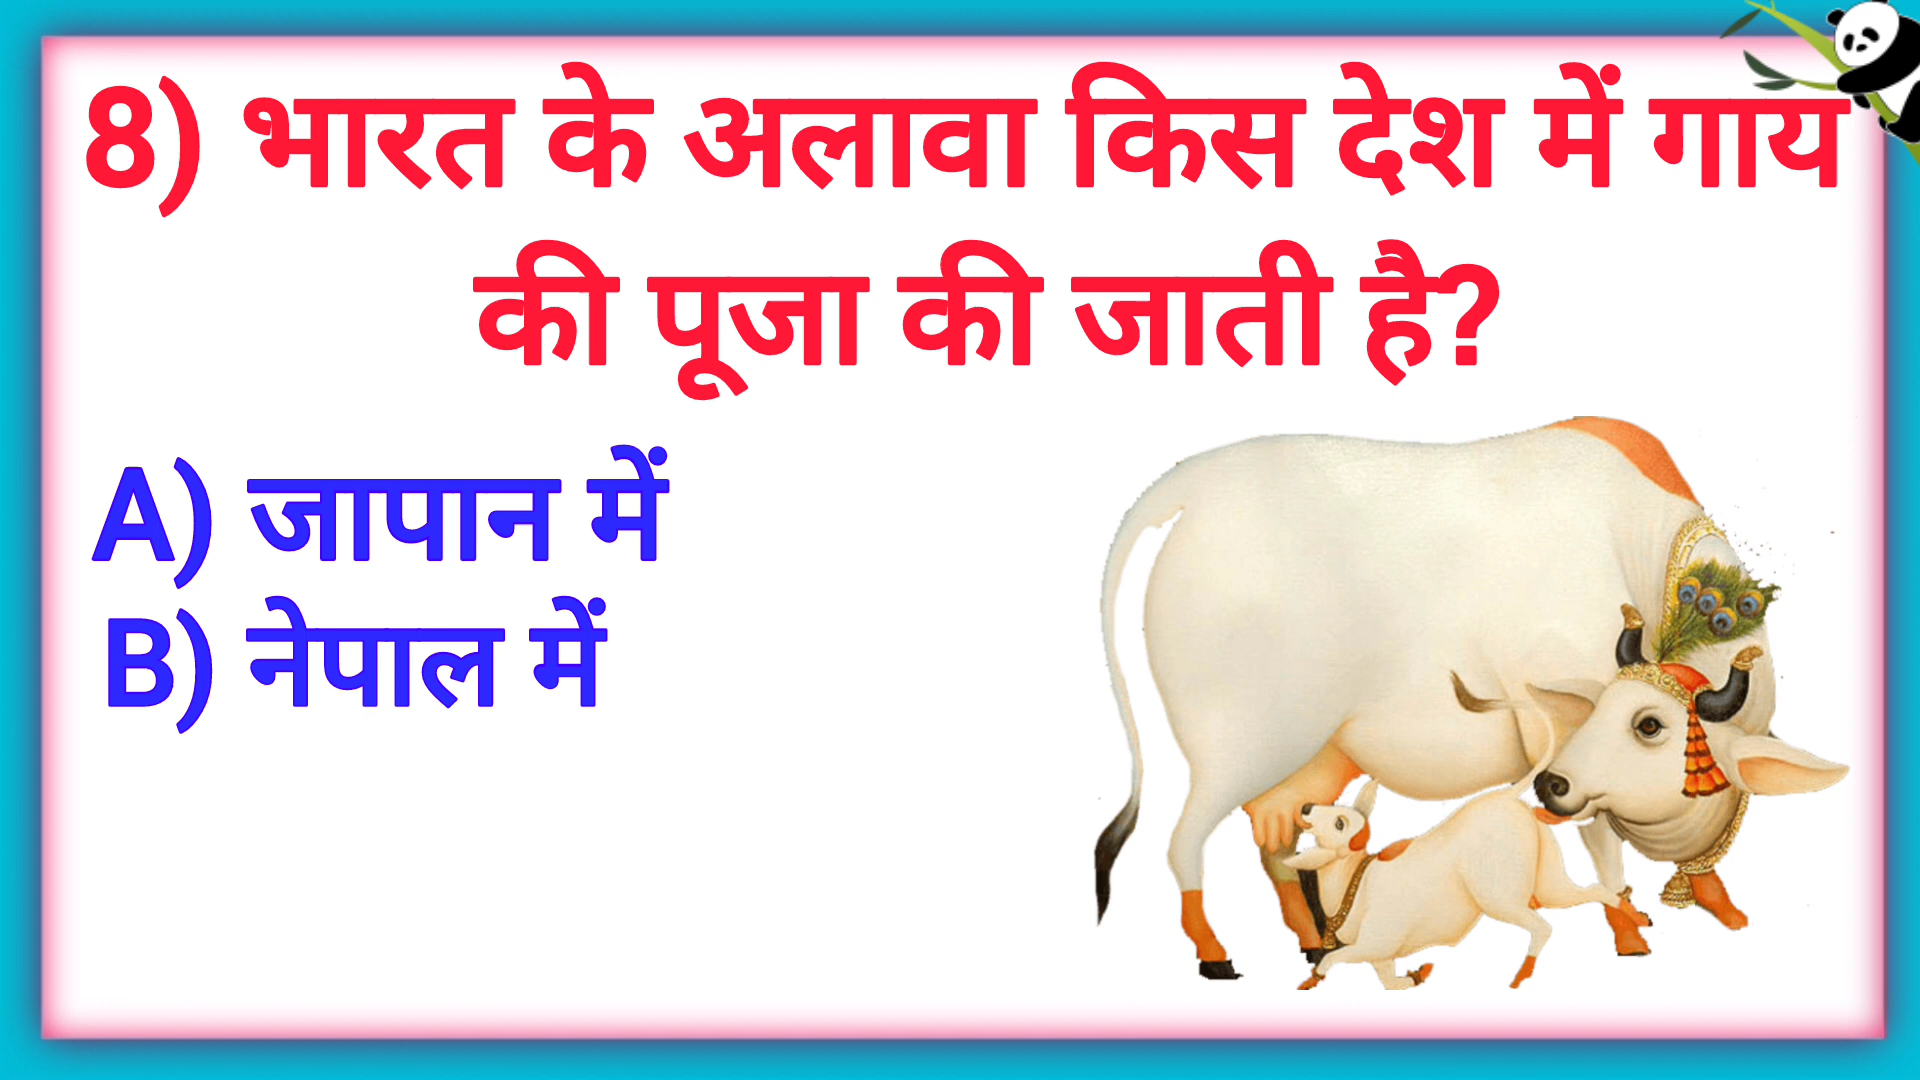 8) भारत के अलावा किस देश में गाय
की पूजा की जाती है?
A) जापान में
B) नेपाल में